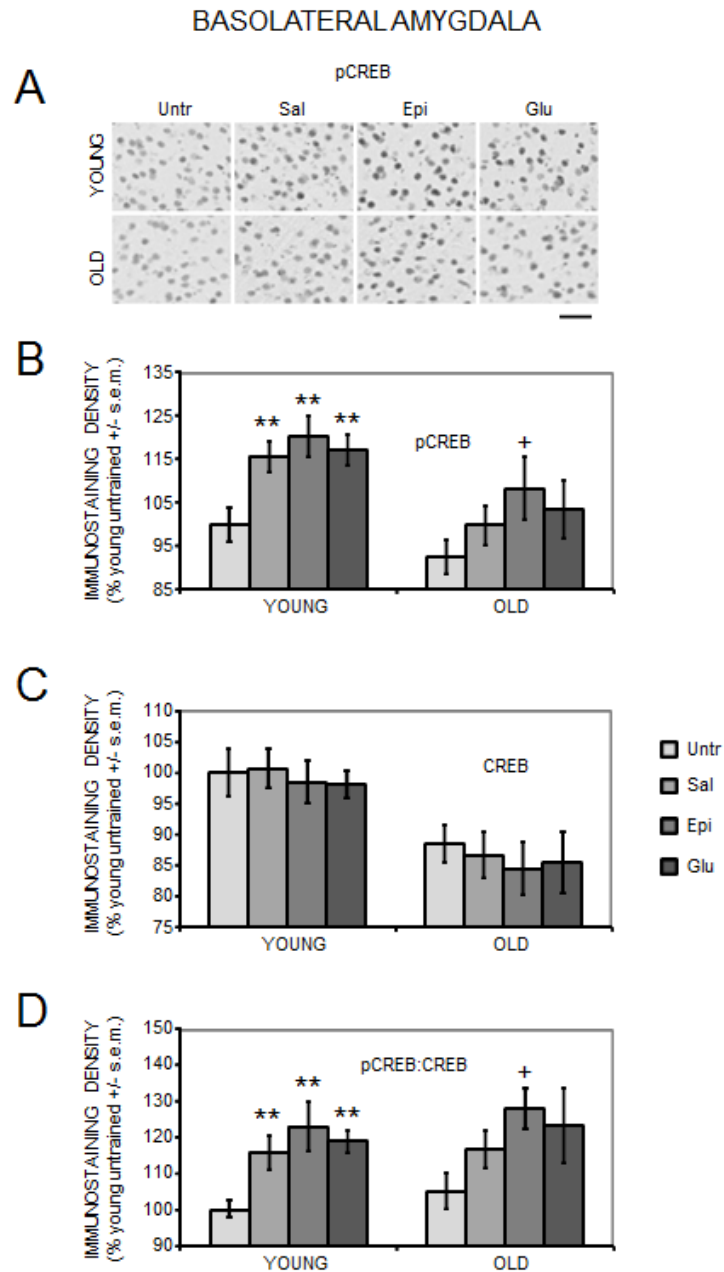 BASOLATERAL AMYGDALA
A
pCREB
Untr Sal Epi Glu
YOUNG
OLD
B
IMMUNOSTAINING DENSITY
(% young untrained +/- s.e.m.)
135
125
115
105
95
85
** ** **
pCREB
+
YOUNG OLD
C
IMMUNOSTAINING DENSITY
(% young untrained +/- s.e.m.)
110
105
100
95
90
85
80
75
CREB
YOUNG OLD
Untr
Sal
Epi
Glu
D
IMMUNOSTAINING DENSITY
(% young untrained +/- s.e.m.)
150
140
130
120
110
100
90
pCREB:CREB
** ** **
+
YOUNG OLD